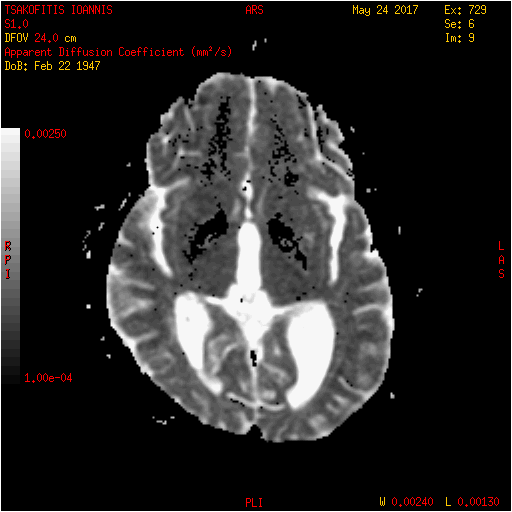 TSAKOFITIS IOANNIS
ARS
May 24 2017
Ex: 729
S1.0
Se: 6
DFOV 24.0 cm
Im: 9
Apparent Diffusion Coefficient (mm²/s)
DoB: Feb 22 1947
0.00250
R
P
I
L
A
S
1.00e-04
PLI
W 0.00240 L 0.00130